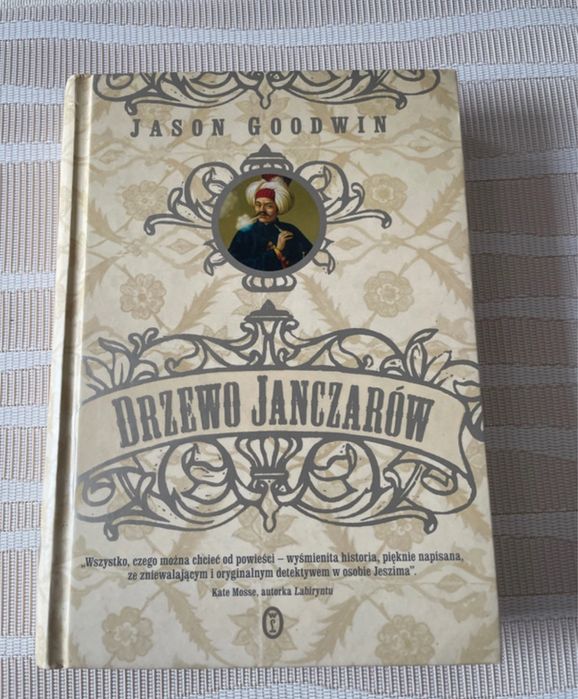 JASON GOODWIN
DRZEWO JANCZARÓW
„Wszystko, czego można chcieć od powieści – wyśmienita historia, pięknie napisana,
ze zniewalającym i oryginalnym detektywem w osobie Jeszima”.
Kate Mosse, autorka Labiryntu